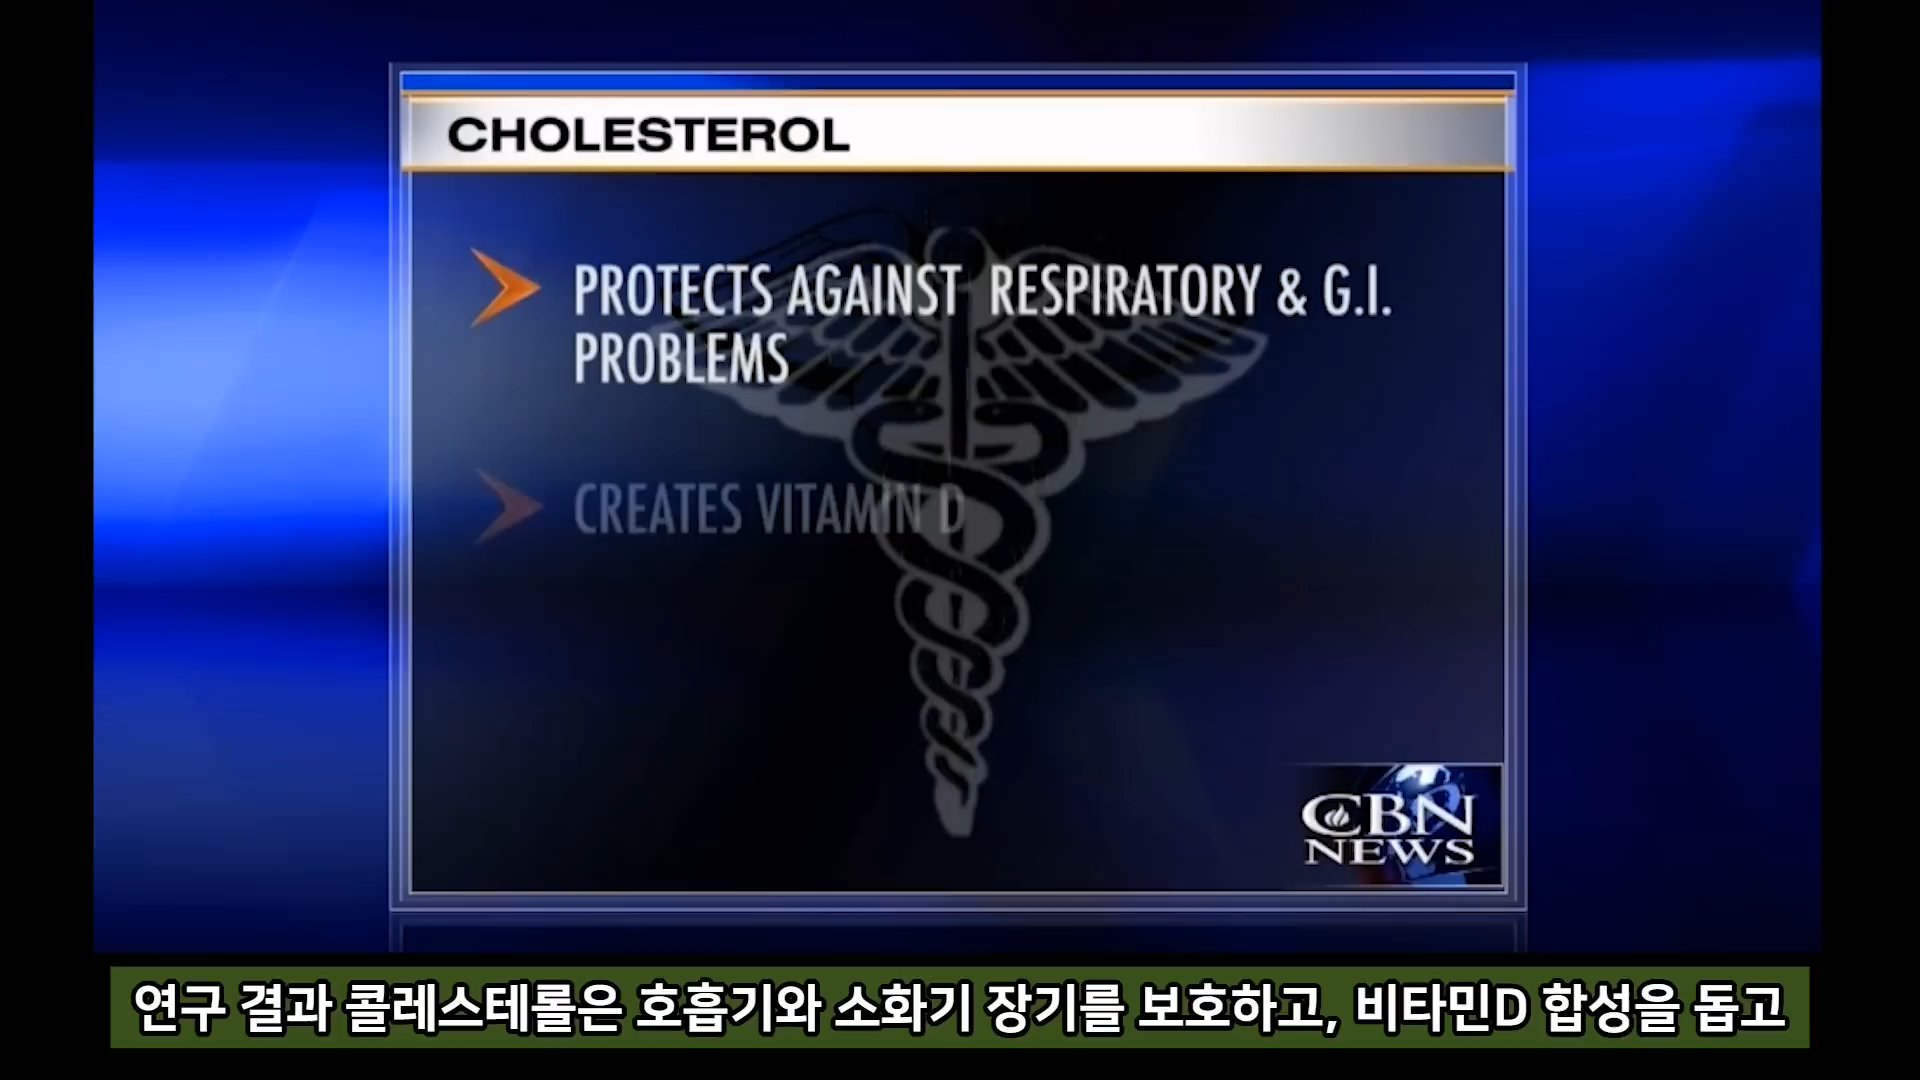 CHOLESTEROL
PROTECTS AGAINST RESPIRATORY & G.I.
PROBLEMS
CREATES VITAMIN D
CBN
NEWS
연구 결과 콜레스테롤은 호흡기와 소화기 장기를 보호하고, 비타민D 합성을 돕고